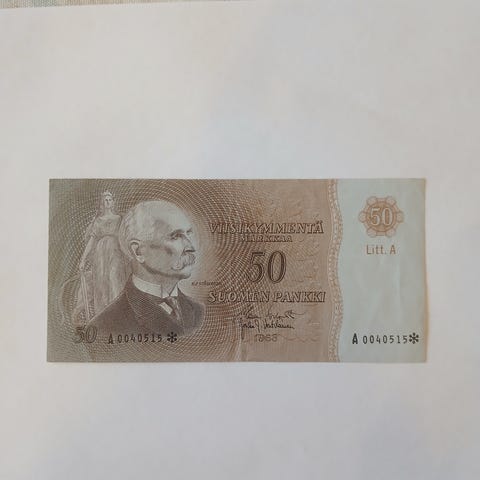 VIISIKYMMENTÄ
MARKKAA
50
SUOMEN PANKKI
1963
50
A 0040515*
50
Litt. A
A 0040515*